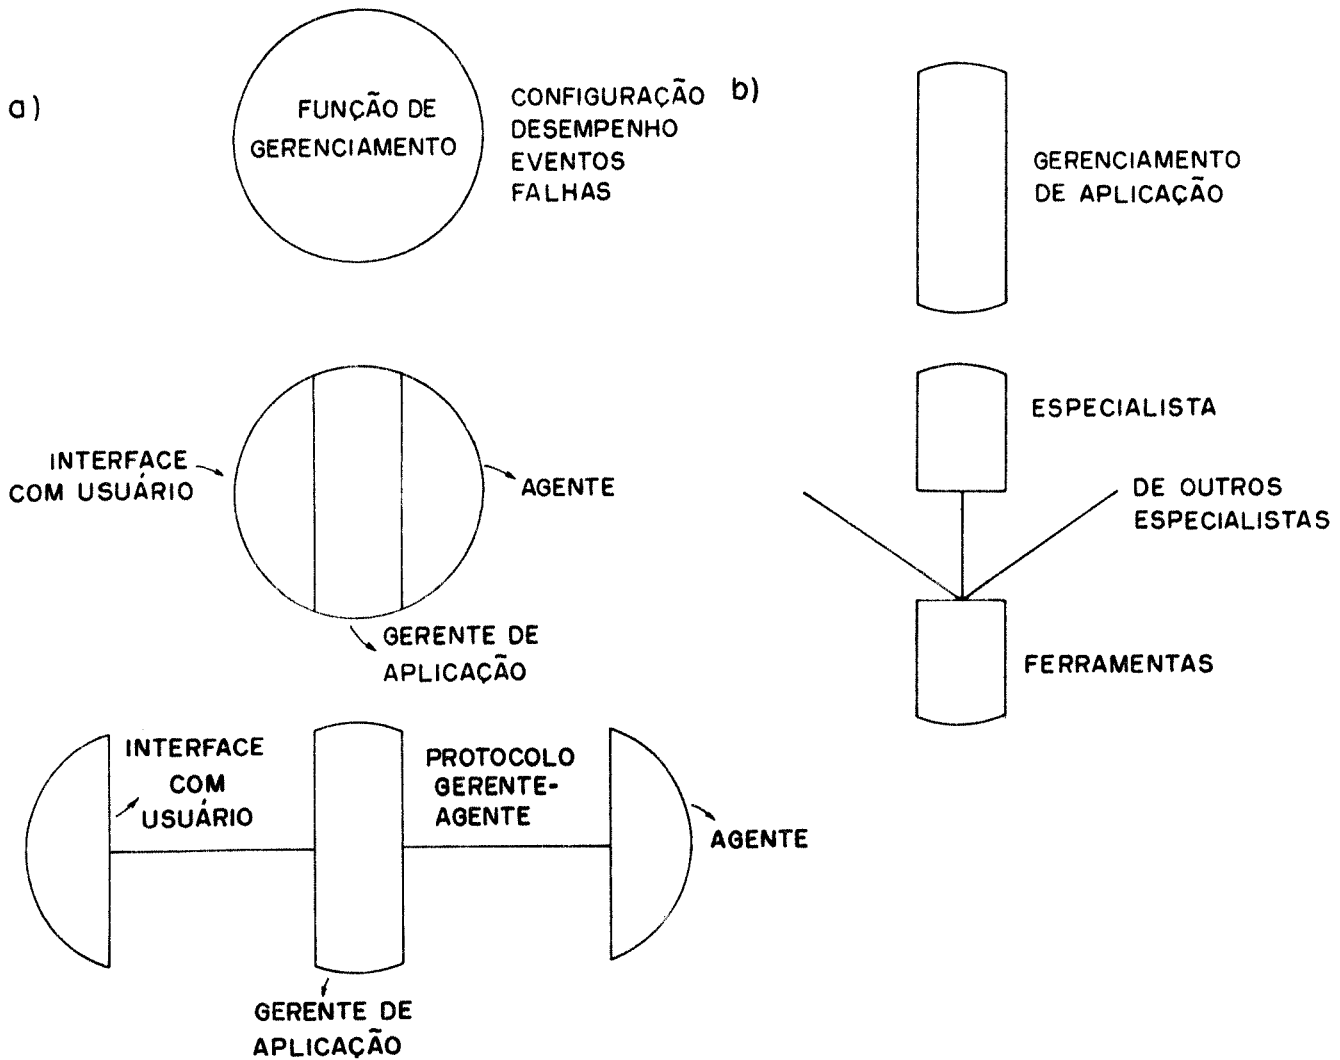 a)
FUNÇÃO DE
GERENCIAMENTO
CONFIGURAÇÃO
DESEMPENHO
EVENTOS
FALHAS
INTERFACE
COM USUÁRIO
AGENTE
GERENTE DE
APLICAÇÃO
INTERFACE
COM
USUÁRIO
PROTOCOLO
GERENTE-
AGENTE
AGENTE
GERENTE DE
APLICAÇÃO
b)
GERENCIAMENTO
DE APLICAÇÃO
ESPECIALISTA
DE OUTROS
ESPECIALISTAS
FERRAMENTAS